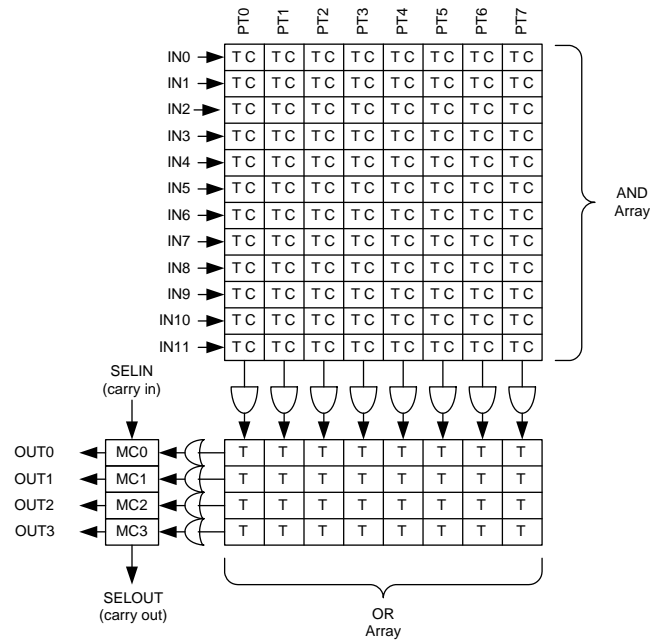 PT0 PT1 PT2 PT3 PT4 PT5 PT6 PT7
IN0 T C T C T C T C T C T C T C T C
IN1 T C T C T C T C T C T C T C T C
IN2 T C T C T C T C T C T C T C T C
IN3 T C T C T C T C T C T C T C T C
IN4 T C T C T C T C T C T C T C T C
IN5 T C T C T C T C T C T C T C T C
IN6 T C T C T C T C T C T C T C T C
IN7 T C T C T C T C T C T C T C T C
IN8 T C T C T C T C T C T C T C T C
IN9 T C T C T C T C T C T C T C T C
IN10 T C T C T C T C T C T C T C T C
IN11 T C T C T C T C T C T C T C T C
AND
Array
SELIN
(carry in)
OUT0 MC0 T T T T T T T T
OUT1 MC1 T T T T T T T T
OUT2 MC2 T T T T T T T T
OUT3 MC3 T T T T T T T T
SELOUT
(carry out)
OR
Array